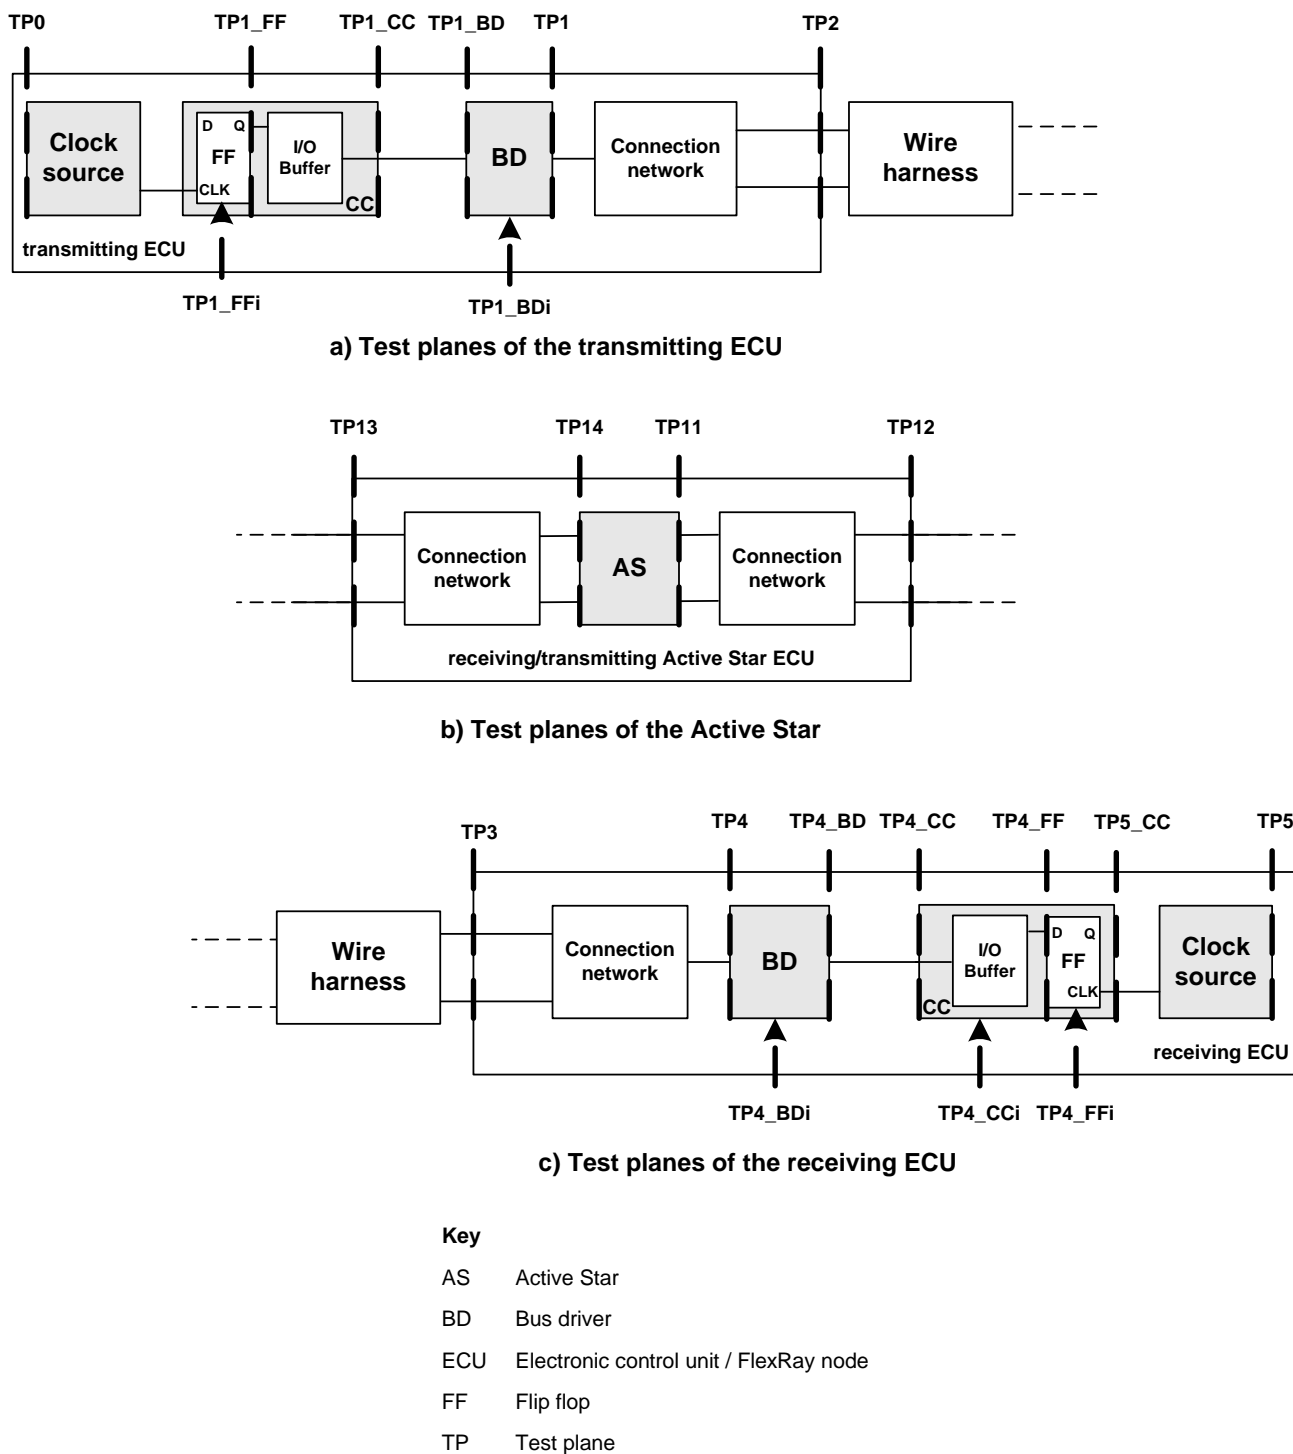 TP0 TP1_FF TP1_CC TP1_BD TP1 TP2
Clock
source
D Q
FF
CLK
I/O
Buffer
CC
BD
Connection
network
Wire
harness
transmitting ECU
TP1_FFi TP1_BDi
a) Test planes of the transmitting ECU
TP13 TP14 TP11 TP12
Connection
network
AS
Connection
network
receiving/transmitting Active Star ECU
b) Test planes of the Active Star
TP3 TP4 TP4_BD TP4_CC TP4_FF TP5_CC TP5
Wire
harness
Connection
network
BD
I/O
Buffer
CC
D Q
FF
CLK
Clock
source
receiving ECU
TP4_BDi TP4_CCi TP4_FFi
c) Test planes of the receiving ECU
Key
AS Active Star
BD Bus driver
ECU Electronic control unit / FlexRay node
FF Flip flop
TP Test plane